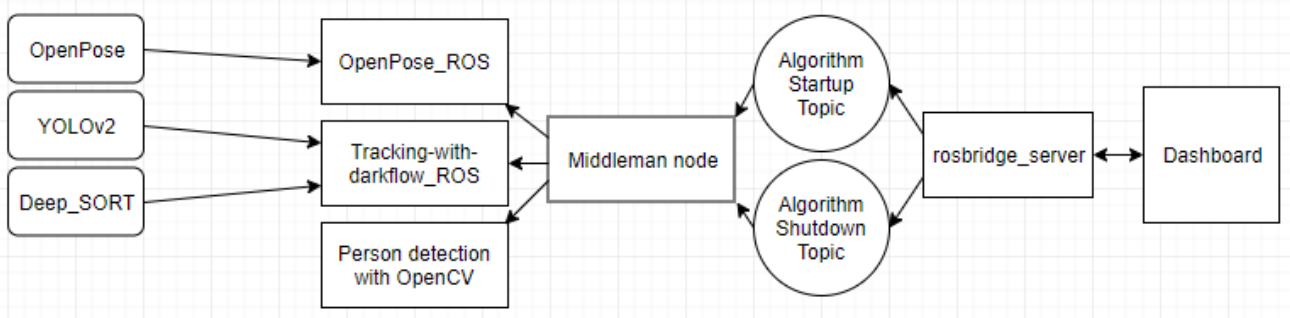 OpenPose
YOLOv2
Deep_SORT
OpenPose_ROS
Tracking-with-
darkflow_ROS
Person detection
with OpenCV
Middleman node
Algorithm
Startup
Topic
Algorithm
Shutdown
Topic
rosbridge_server
Dashboard